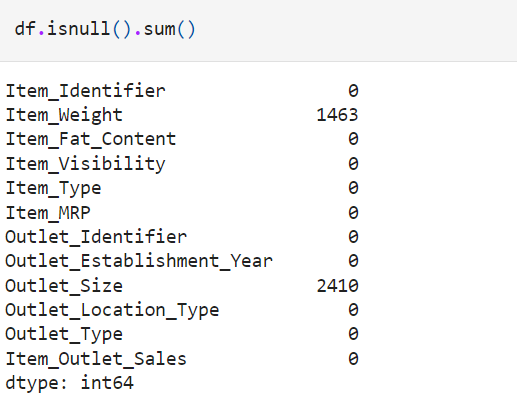 df.isnull().sum()
Item_Identifier 0
Item_Weight 1463
Item_Fat_Content 0
Item_Visibility 0
Item_Type 0
Item_MRP 0
Outlet_Identifier 0
Outlet_Establishment_Year 0
Outlet_Size 2410
Outlet_Location_Type 0
Outlet_Type 0
Item_Outlet_Sales 0
dtype: int64